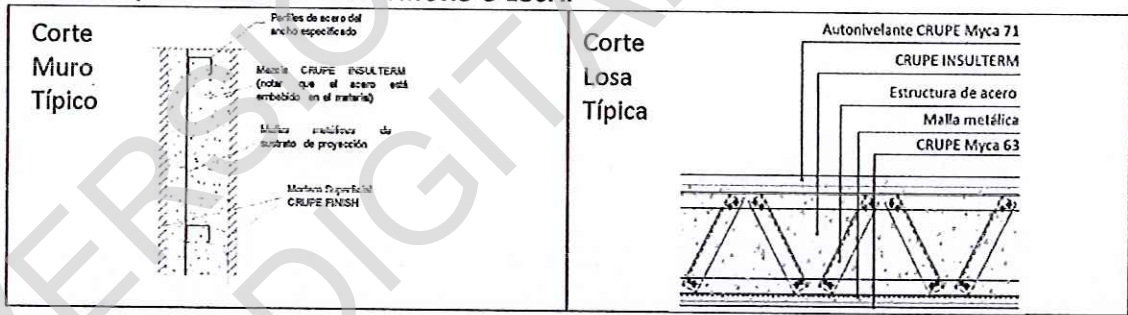 Corte
Muro
Típico
Perfiles de acero del
ancho especificado
Mezcla CRUPE INSULTERM
(notar que el acero está
embebido en el material)
Mallas metálicas de
sustrato de proyección
Mortero Superficial
CRUPE FINISH
Corte
Losa
Típica
Autonivelante CRUPE Myca 71
CRUPE INSULTERM
Estructura de acero
Malla metálica
CRUPE Myca 63